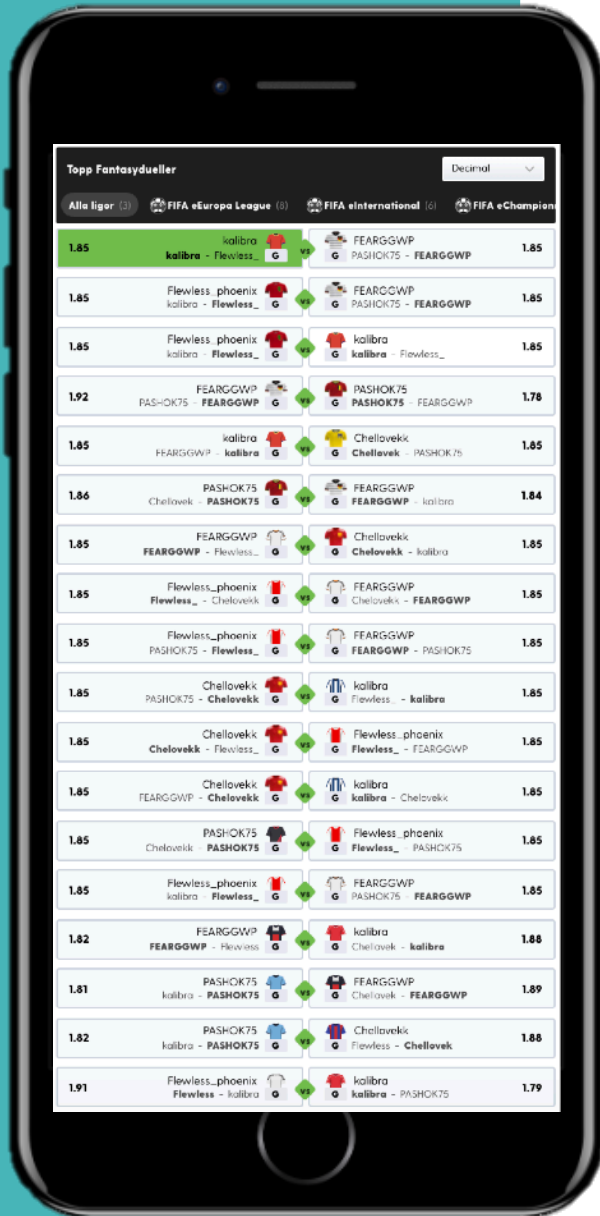 Topp Fantasydueller
Decimal
Alla ligor (3) FIFA eEuropa League (8) FIFA eInternational (6) FIFA eChampion
1.85 kalibra FEARGGWP 1.85
kalibra - Flewless_ G VS G PASHOK75 - FEARGGWP
1.85 Flewless_phoenix FEARGGWP 1.85
kalibra - Flewless_ G VS G PASHOK75 - FEARGGWP
1.85 Flewless_phoenix kalibra 1.85
kalibra - Flewless_ G VS G kalibra - Flewless_
1.92 FEARGGWP PASHOK75 1.78
PASHOK75 - FEARGGWP G VS G PASHOK75 - FEARGGWP
1.85 kalibra Chellovekk 1.85
FEARGGWP - kalibra G VS G Chellovek - PASHOK75
1.86 PASHOK75 FEARGGWP 1.84
Chellovek - PASHOK75 G VS G FEARGGWP - kalibra
1.85 FEARGGWP Chellovekk 1.85
FEARGGWP - Flewless_ G VS G Chelovekk - kalibra
1.85 Flewless_phoenix FEARGGWP 1.85
Flewless_ - Chelovekk G VS G Chelovekk - FEARGGWP
1.85 Flewless_phoenix FEARGGWP 1.85
PASHOK75 - Flewless_ G VS G FEARGGWP - PASHOK75
1.85 Chellovekk kalibra 1.85
PASHOK75 - Chelovekk G VS G Flewless_ - kalibra
1.85 Chellovekk Flewless_phoenix 1.85
Chelovekk - Flewless_ G VS G Flewless_ - FEARGGWP
1.85 Chellovekk kalibra 1.85
FEARGGWP - Chelovekk G VS G kalibra - Chelovekk
1.85 PASHOK75 Flewless_phoenix 1.85
Chelovekk - PASHOK75 G VS G Flewless_ - PASHOK75
1.85 Flewless_phoenix FEARGGWP 1.85
kalibra - Flewless_ G VS G PASHOK75 - FEARGGWP
1.82 FEARGGWP kalibra 1.88
FEARGGWP - Flewless G VS G Chellovek - kalibra
1.81 PASHOK75 FEARGGWP 1.89
kalibra - PASHOK75 G VS G Chellovek - FEARGGWP
1.82 PASHOK75 Chellovekk 1.88
kalibra - PASHOK75 G VS G Flewless - Chellovek
1.91 Flewless_phoenix kalibra 1.79
Flewless - kalibra G VS G kalibra - PASHOK75